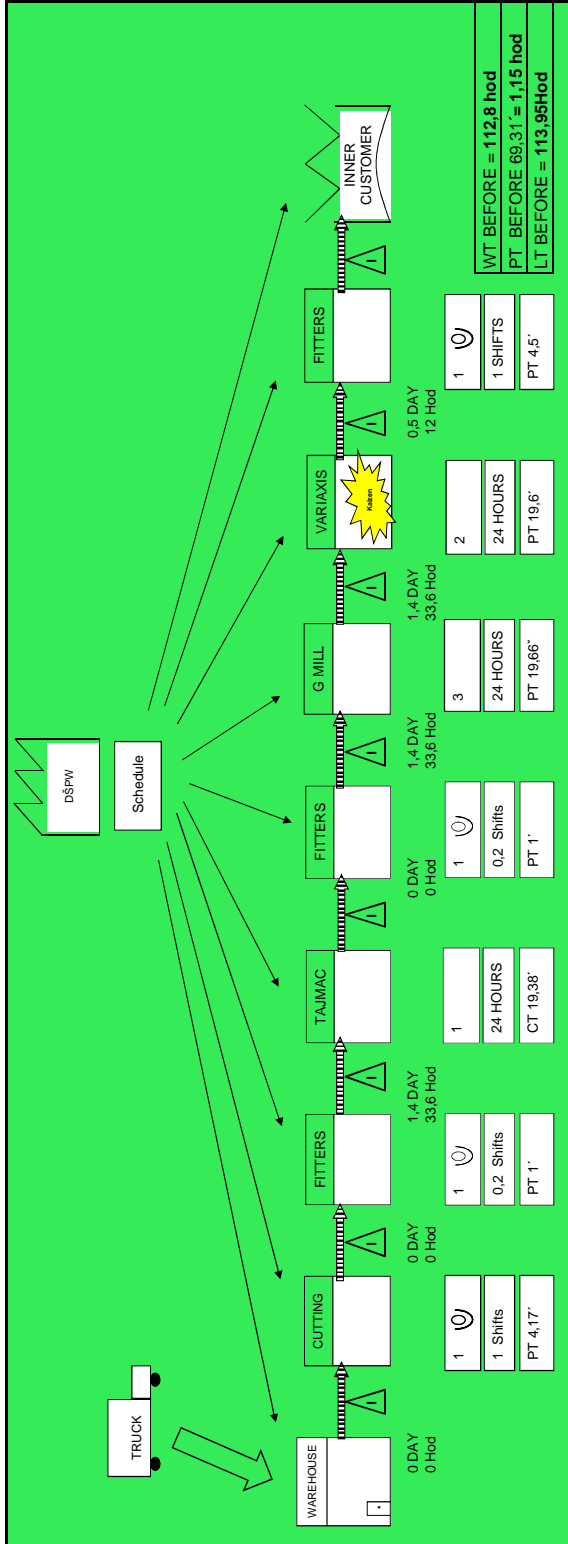 TRUCK
DŠPW
Schedule
WAREHOUSE
CUTTING
FITTERS
TAJMAC
FITTERS
G MILL
VARIAXIS
Kaizen
FITTERS
INNER
CUSTOMER
I
I
I
I
I
I
I
I
0 DAY
0 Hod
0 DAY
0 Hod
1,4 DAY
33,6 Hod
0 DAY
0 Hod
1,4 DAY
33,6 Hod
1,4 DAY
33,6 Hod
0,5 DAY
12 Hod
1
1 Shifts
PT 4,17´
1
0,2 Shifts
PT 1´
1
24 HOURS
CT 19,38´
1
0,2 Shifts
PT 1´
3
24 HOURS
PT 19,66˝
2
24 HOURS
PT 19,6´
1
1 SHIFTS
PT 4,5´
WT BEFORE = 112,8 hod
PT BEFORE 69,31´= 1,15 hod
LT BEFORE = 113,95Hod